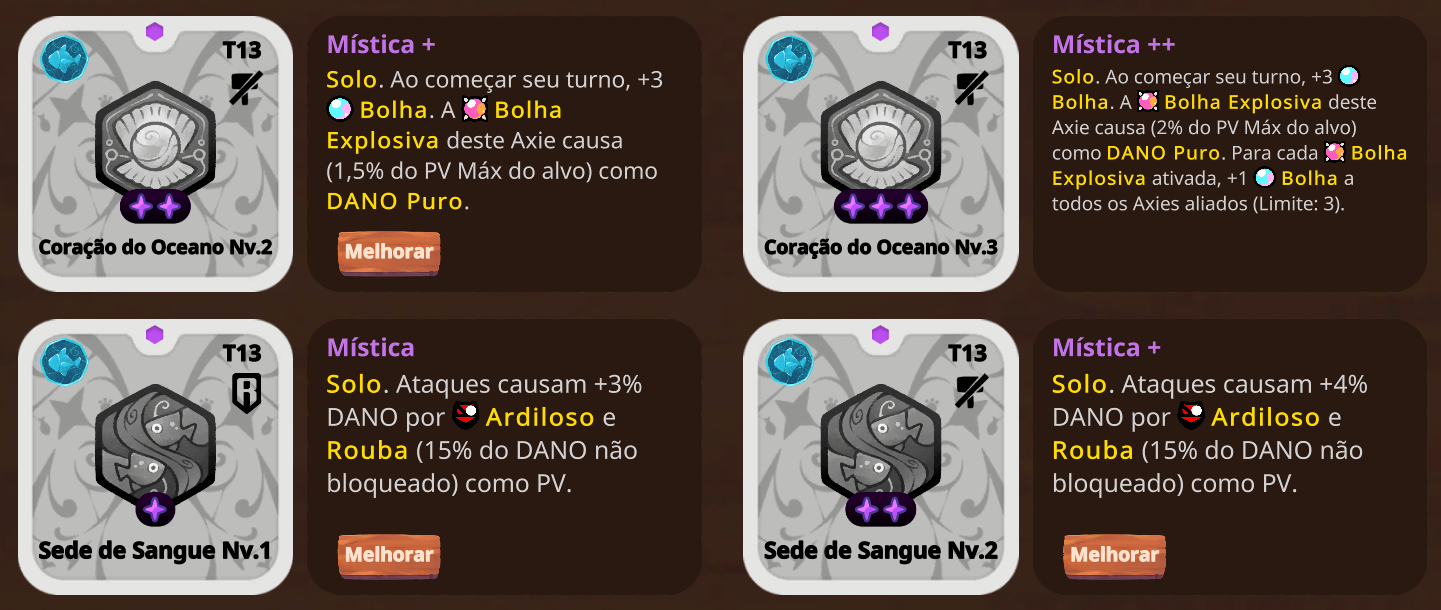 T13
Coração do Oceano Nv.2
Mística +
Solo. Ao começar seu turno, +3
Bolha. A Bolha
Explosiva deste Axie causa
(1,5% do PV Máx do alvo) como
DANO Puro.
Melhorar
T13
Coração do Oceano Nv.3
Mística ++
Solo. Ao começar seu turno, +3
Bolha. A Bolha Explosiva deste
Axie causa (2% do PV Máx do alvo)
como DANO Puro. Para cada Bolha
Explosiva ativada, +1 Bolha a
todos os Axies aliados (Limite: 3).
T13
R
Sede de Sangue Nv.1
Mística
Solo. Ataques causam +3%
DANO por Ardiloso e
Rouba (15% do DANO não
bloqueado) como PV.
Melhorar
T13
Sede de Sangue Nv.2
Mística +
Solo. Ataques causam +4%
DANO por Ardiloso e
Rouba (15% do DANO não
bloqueado) como PV.
Melhorar